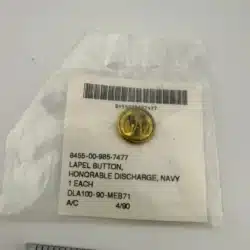 8455-00-985-7477
LAPEL BUTTON,
HONORABLE DISCHARGE, NAVY
1 EACH
DLA100-90-MEB71
A/C 4/90